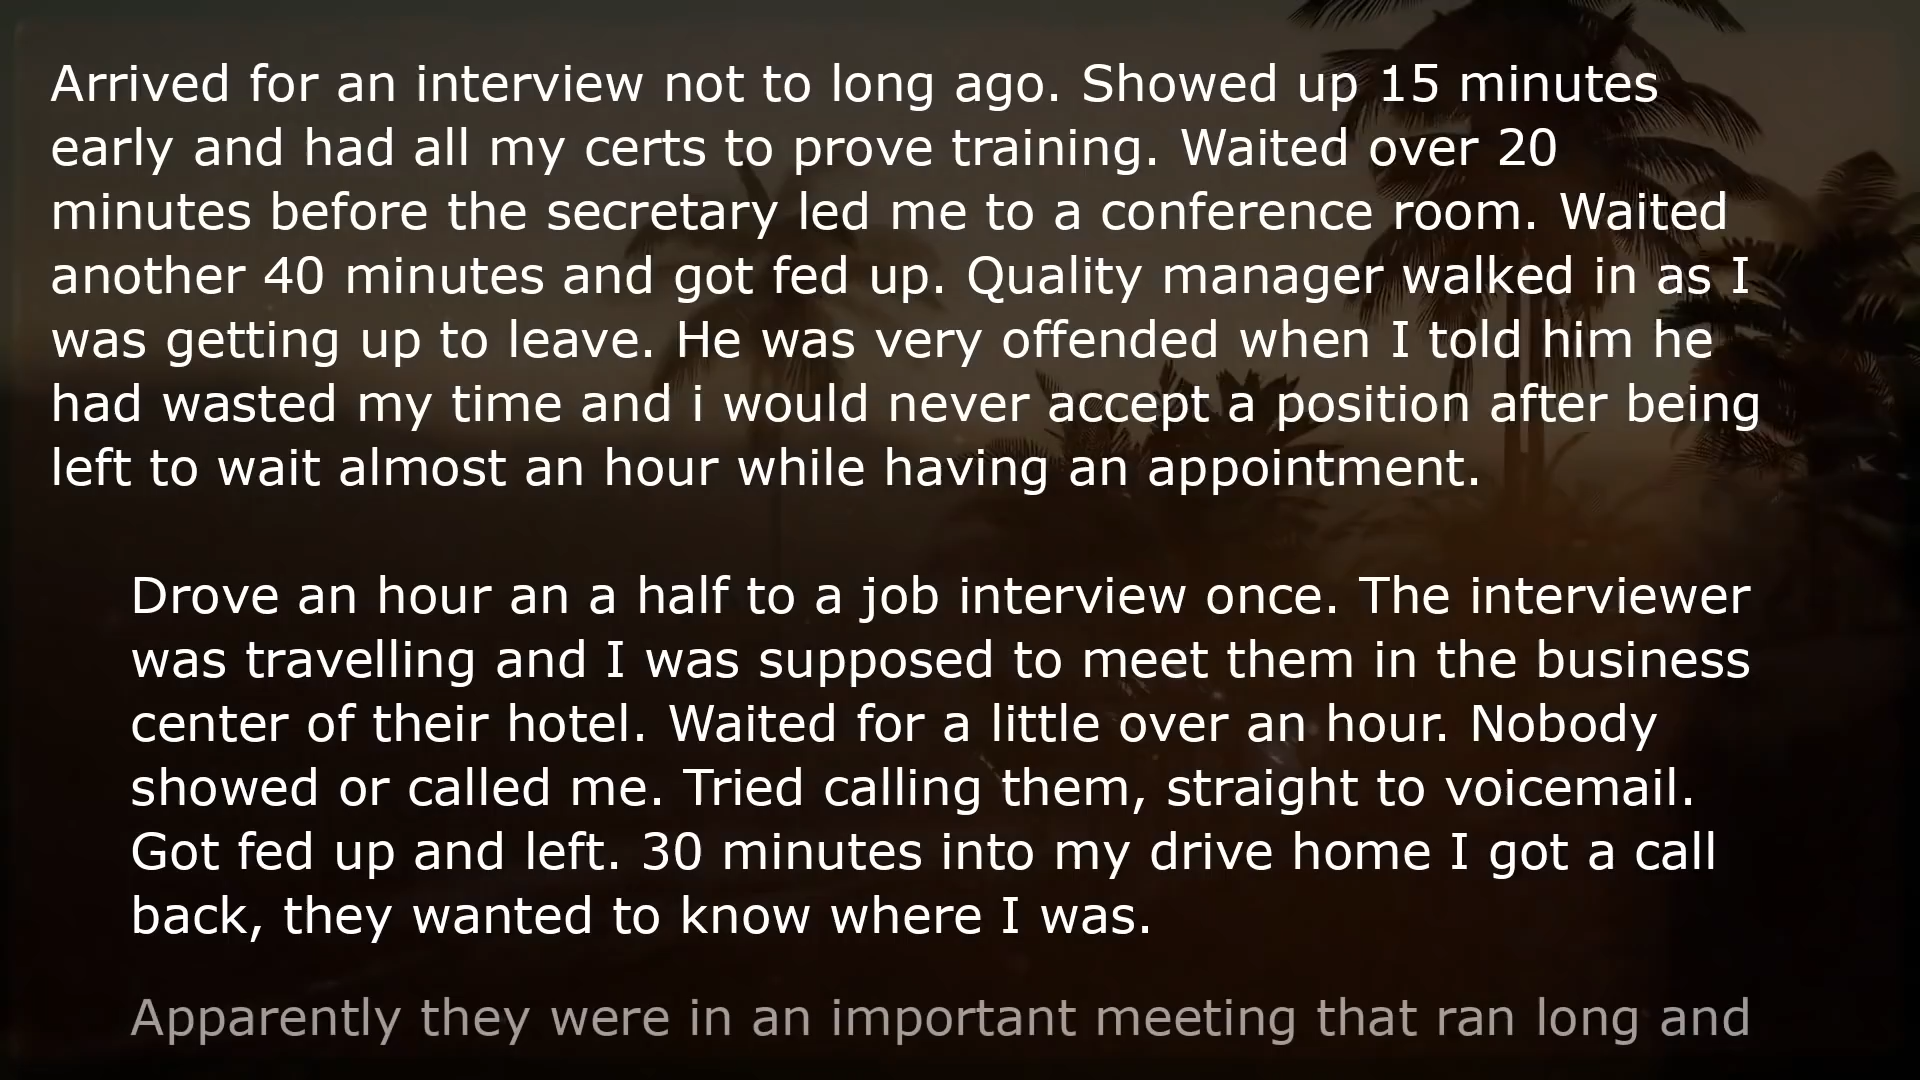 Arrived for an interview not to long ago. Showed up 15 minutes
early and had all my certs to prove training. Waited over 20
minutes before the secretary led me to a conference room. Waited
another 40 minutes and got fed up. Quality manager walked in as I
was getting up to leave. He was very offended when I told him he
had wasted my time and i would never accept a position after being
left to wait almost an hour while having an appointment.
Drove an hour an a half to a job interview once. The interviewer
was travelling and I was supposed to meet them in the business
center of their hotel. Waited for a little over an hour. Nobody
showed or called me. Tried calling them, straight to voicemail.
Got fed up and left. 30 minutes into my drive home I got a call
back, they wanted to know where I was.
Apparently they were in an important meeting that ran long and